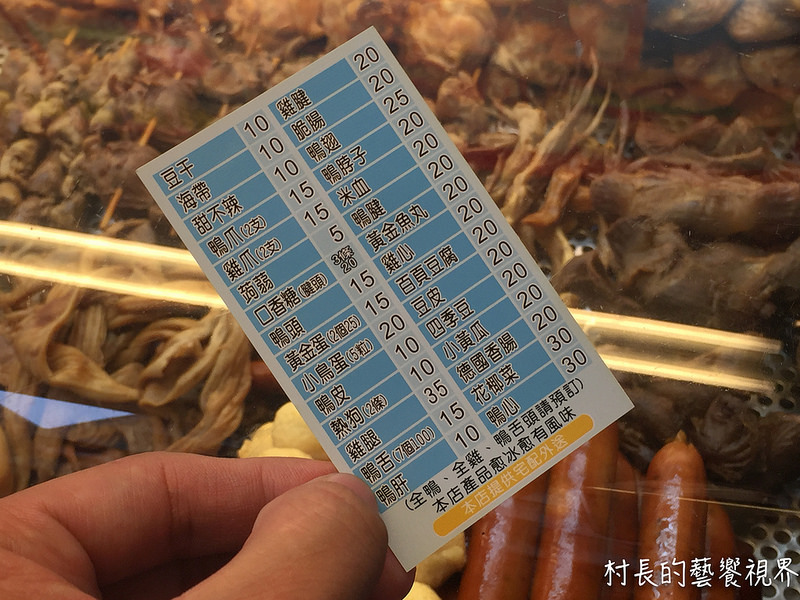 豆干 10
海帶 10
甜不辣 10
鴨爪(2支) 15
雞爪(2支) 15
蒟蒻 5
口香糖 3條20
鴨頭 15
黃金蛋(2個25) 15
小鳥蛋(5粒) 20
鴨皮 10
熱狗(2條) 10
雞腿 35
鴨舌(7個100) 15
鴨肝 10
雞腱 20
脆腸 20
鴨翅 25
鴨脖子 20
米血 20
鴨腱 20
黃金魚丸 20
雞心 20
百頁豆腐 20
豆皮 20
四季豆 20
小黃瓜 20
德國香腸 20
花椰菜 30
鴨心 30
(全鴨、全雞、鴨舌頭請預訂)
本店產品愈冰愈有風味
本店提供宅配外送
村長的藝饗視界